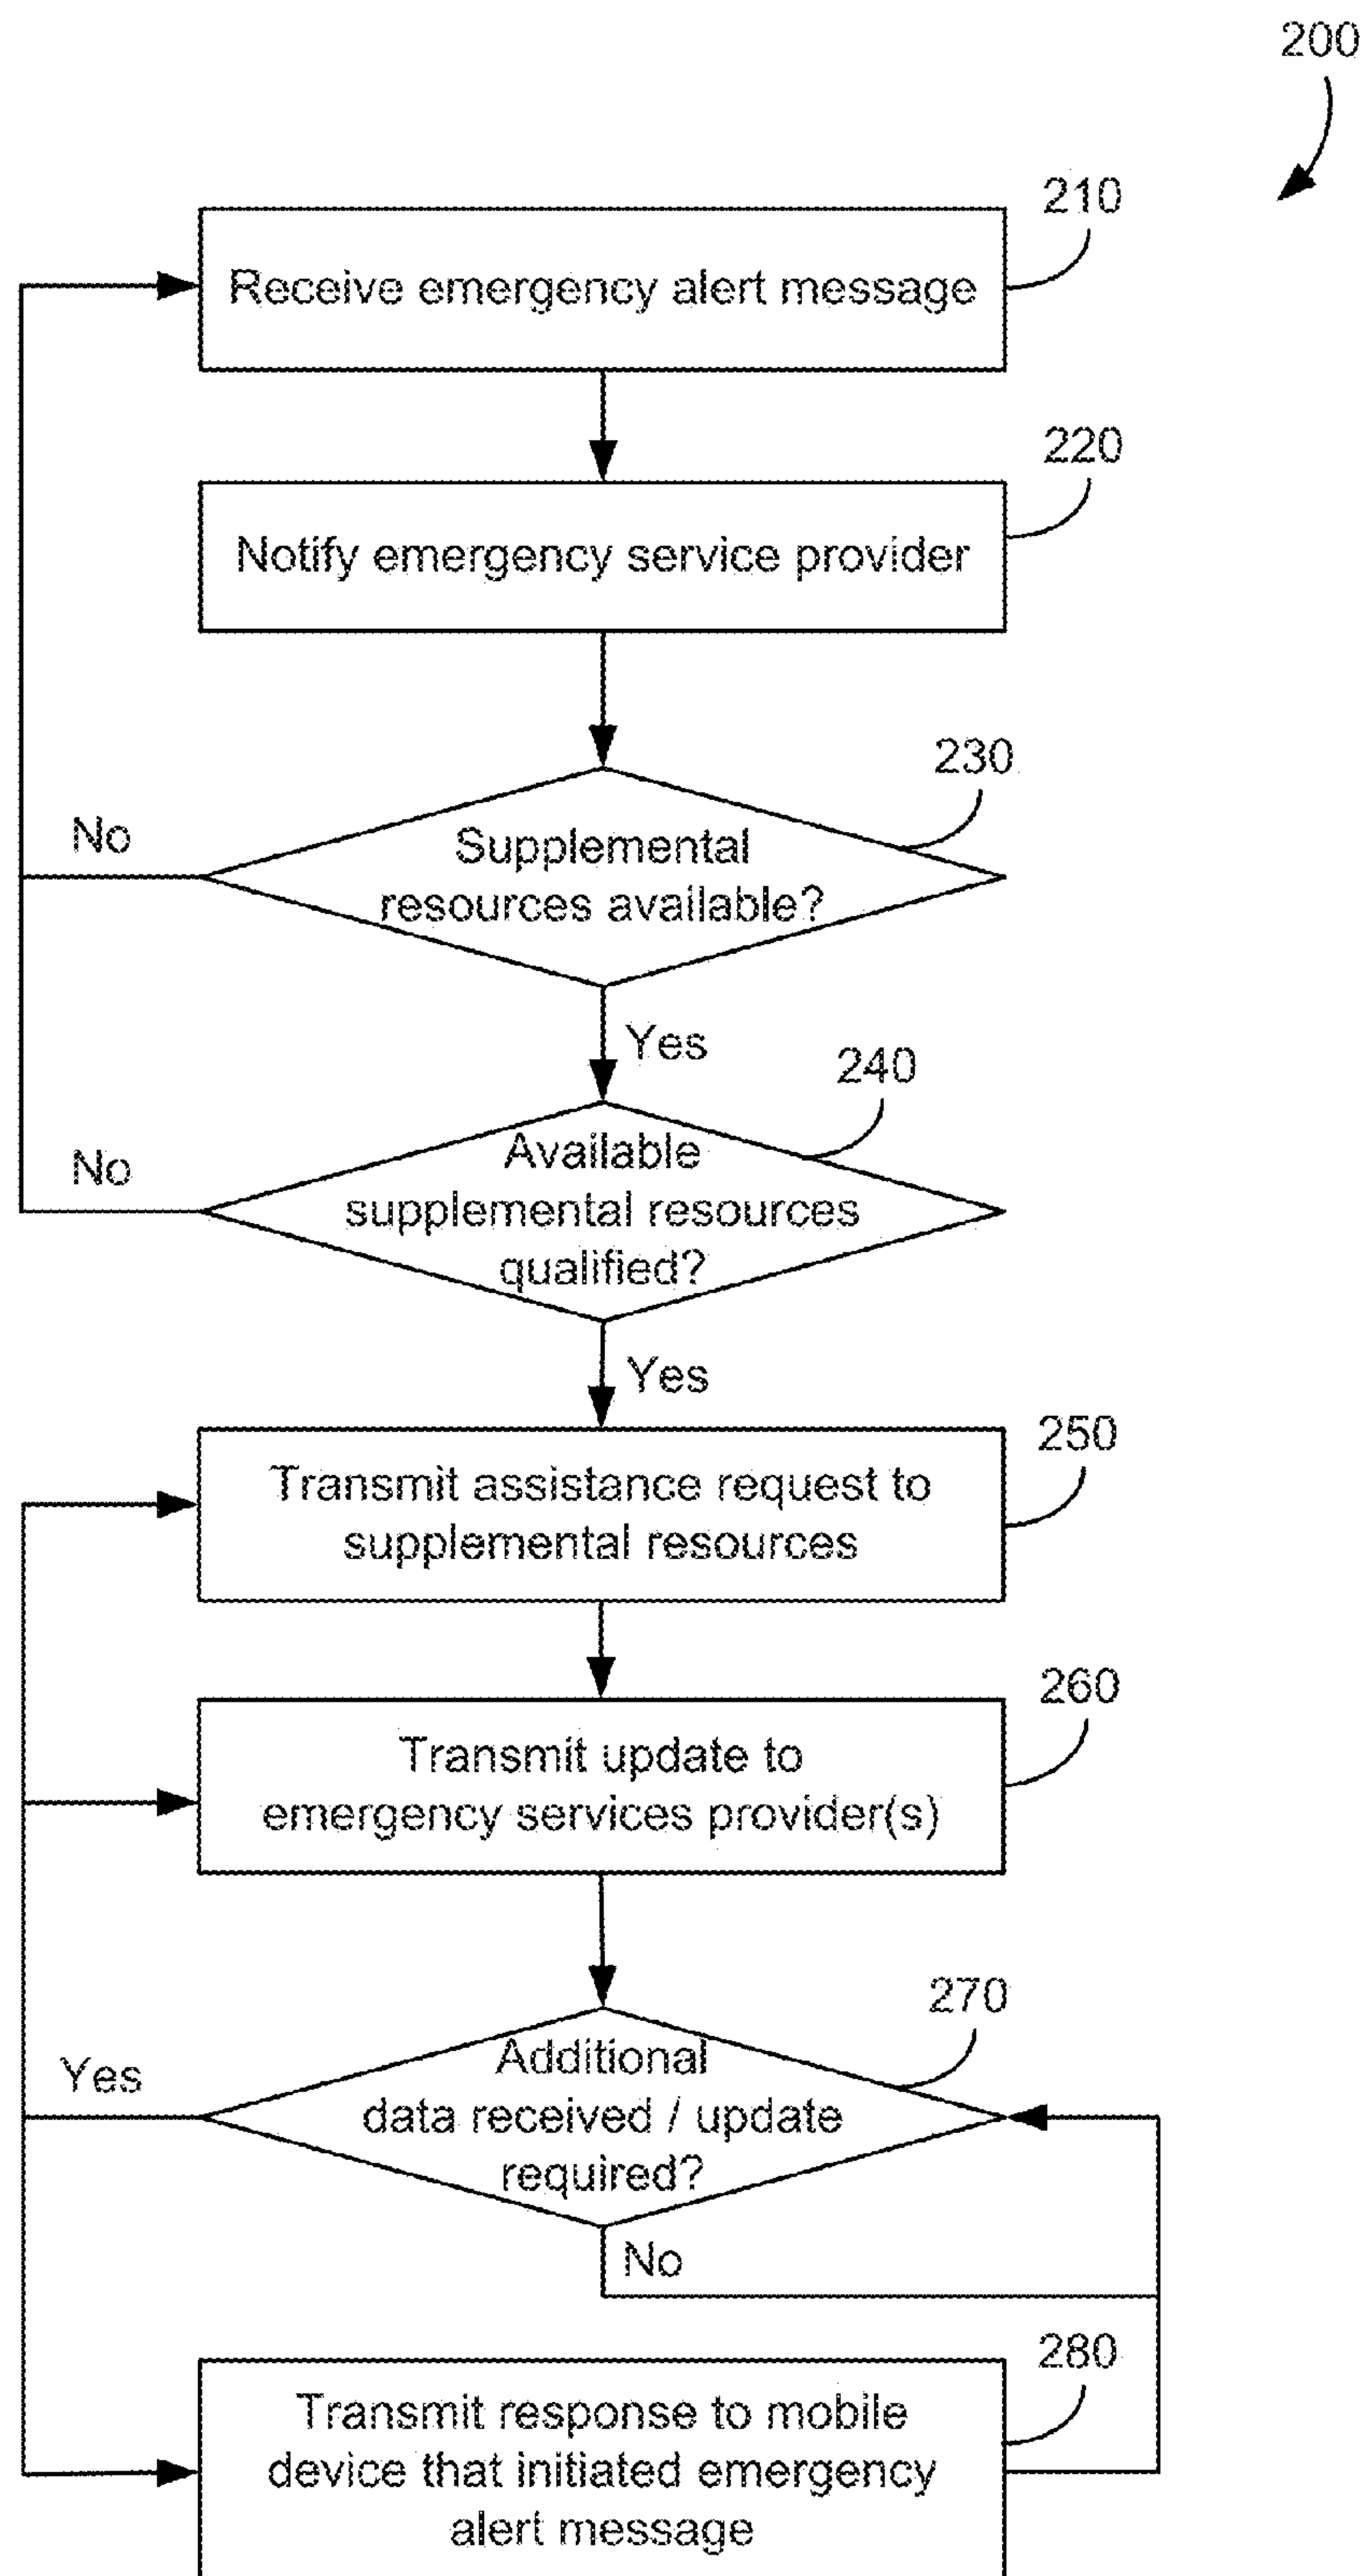 200
210
Receive emergency alert message
220
Notify emergency service provider
230
No
Supplemental
resources available?
Yes
240
No
Available
supplemental resources
qualified?
Yes
250
Transmit assistance request to
supplemental resources
260
Transmit update to
emergency services provider(s)
270
Yes
Additional
data received / update
required?
No
280
Transmit response to mobile
device that initiated emergency
alert message